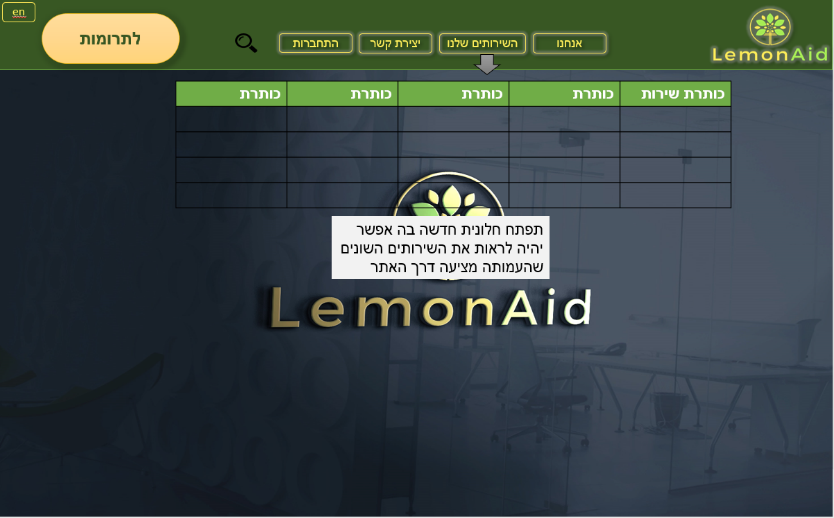 en
לתרומות
התחברות
יצירת קשר
השירותים שלנו
אנחנו
LemonAid
כותרת שירות
כותרת
כותרת
כותרת
כותרת
תפתח חלונית חדשה בה אפשר
יהיה לראות את השירותים השונים
שהעמותה מציעה דרך האתר
LemonAid